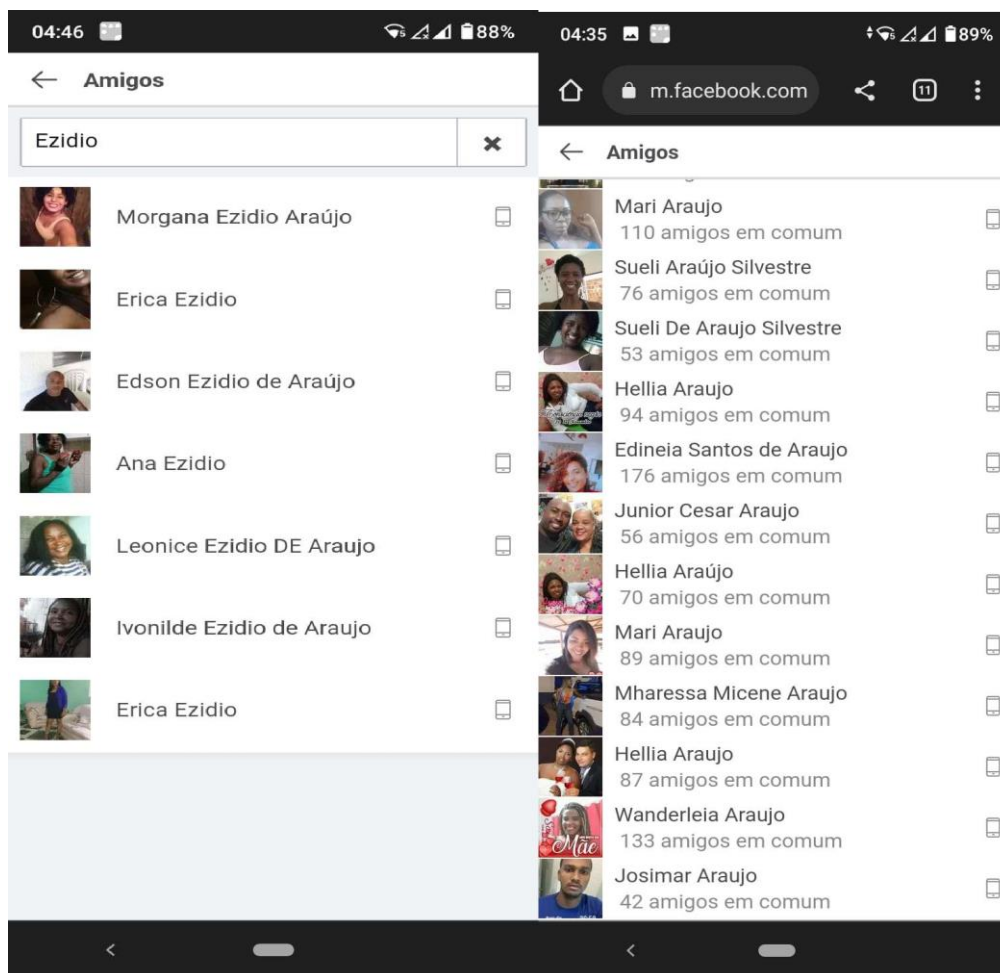 04:46
88%
Amigos
Ezidio
Morgana Ezidio Araújo
Erica Ezidio
Edson Ezidio de Araújo
Ana Ezidio
Leonice Ezidio DE Araujo
Ivonilde Ezidio de Araujo
Erica Ezidio
04:35
89%
m.facebook.com
11
Amigos
Mari Araujo
110 amigos em comum
Sueli Araújo Silvestre
76 amigos em comum
Sueli De Araujo Silvestre
53 amigos em comum
Hellia Araujo
94 amigos em comum
Edineia Santos de Araujo
176 amigos em comum
Junior Cesar Araujo
56 amigos em comum
Hellia Araújo
70 amigos em comum
Mari Araujo
89 amigos em comum
Mharessa Micene Araujo
84 amigos em comum
Hellia Araujo
87 amigos em comum
Wanderleia Araujo
133 amigos em comum
Mãe
Josimar Araujo
42 amigos em comum